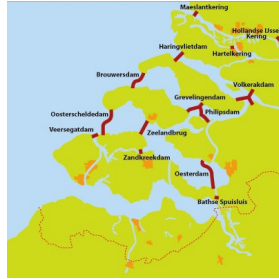 Maeslantkering
Hollandse IJssel
Kering
Hartelkering
Haringvlietdam
Brouwersdam
Volkerakdam
Grevelingendam
Philipsdam
Oosterscheldedam
Veersegatdam
Zeelandbrug
Zandkreekdam
Oesterdam
Bathse Spuisluis